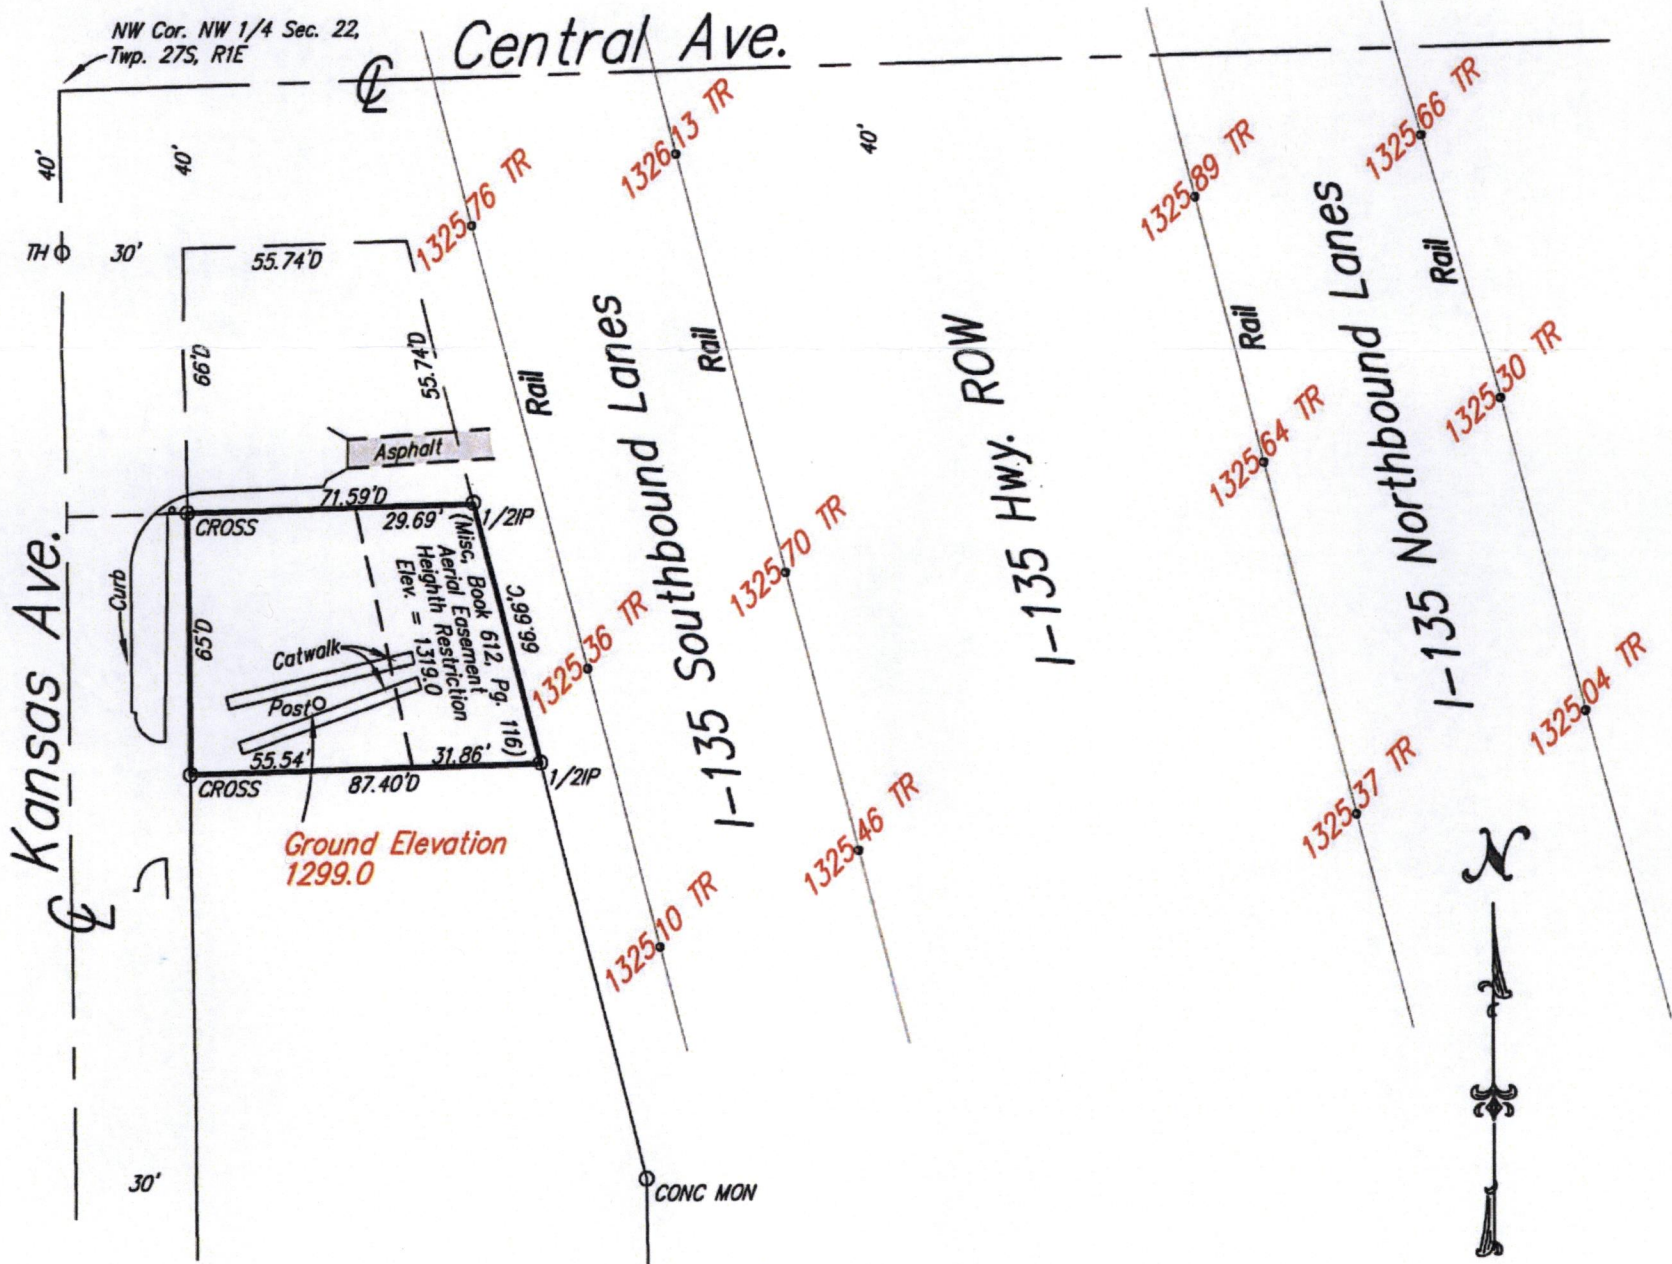 NW Cor. NW 1/4 Sec. 22,
Twp. 27S, R1E
℄
Central Ave.
40'
40'
40'
TH
30'
55.74'D
66'D
55.74'D
1325.76 TR
1326.13 TR
1325.89 TR
1325.66 TR
Rail
Rail
Rail
Rail
Asphalt
71.59'D
29.69'
CROSS
1/2IP
(Misc, Book 612, Pg. 116)
Aerial Easement
Heighth Restriction
Elev. = 1319.0
66.99'C
65'D
Curb
Catwalk
Post
55.54'
31.86'
87.40'D
CROSS
1/2IP
Ground Elevation
1299.0
Kansas Ave.
℄
I-135 Southbound Lanes
I-135 Hwy. ROW
I-135 Northbound Lanes
1325.30 TR
1325.64 TR
1325.70 TR
1325.36 TR
1325.04 TR
1325.37 TR
1325.46 TR
1325.10 TR
N
30'
CONC MON